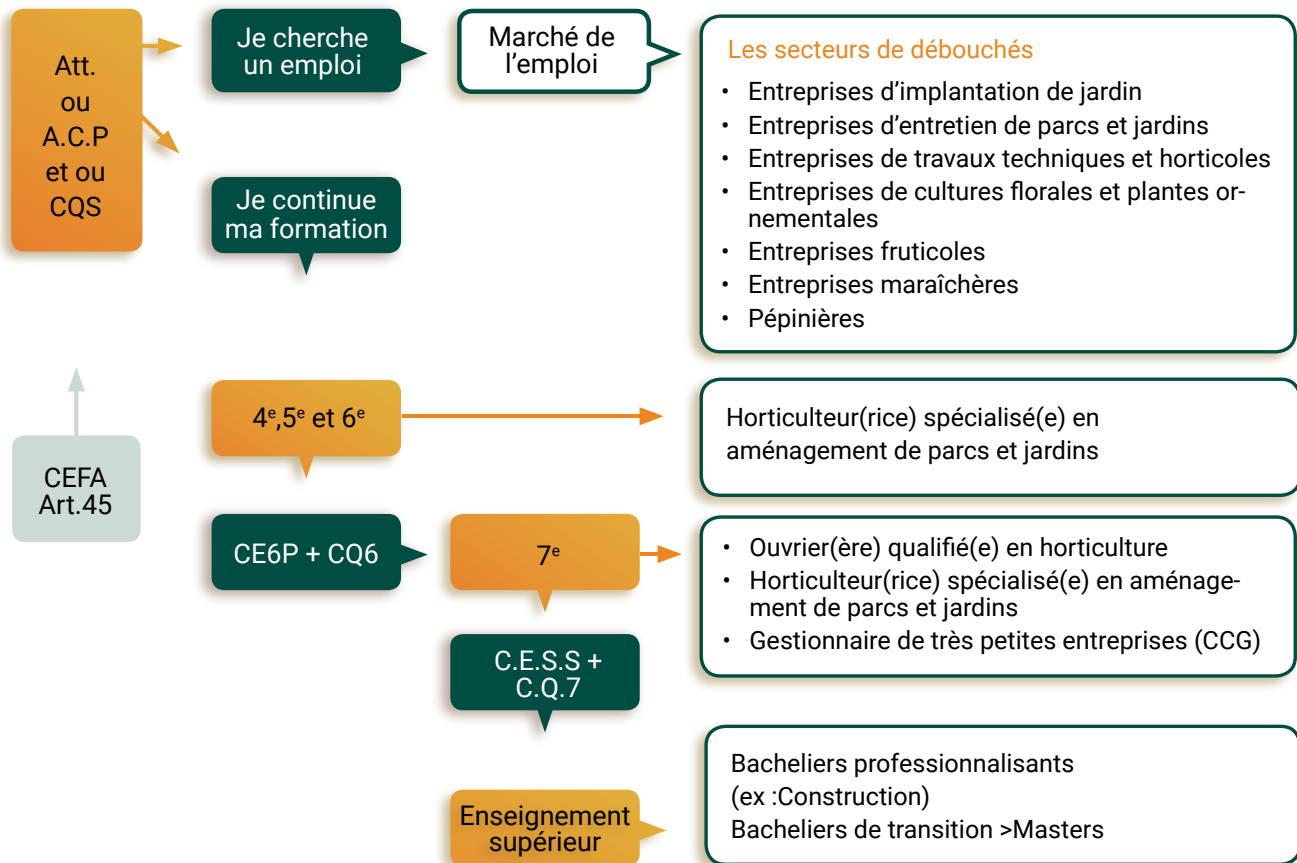 Att.
ou
A.C.P
et ou
CQS
Je cherche
un emploi
Marché de
l'emploi
Les secteurs de débouchés
• Entreprises d'implantation de jardin
• Entreprises d'entretien de parcs et jardins
• Entreprises de travaux techniques et horticoles
• Entreprises de cultures florales et plantes or-
nementales
• Entreprises fruticoles
• Entreprises maraîchères
• Pépinières
Je continue
ma formation
CEFA
Art.45
4e,5e et 6e
Horticulteur(rice) spécialisé(e) en
aménagement de parcs et jardins
CE6P + CQ6
7e
• Ouvrier(ère) qualifié(e) en horticulture
• Horticulteur(rice) spécialisé(e) en aménage-
ment de parcs et jardins
• Gestionnaire de très petites entreprises (CCG)
C.E.S.S +
C.Q.7
Enseignement
supérieur
Bacheliers professionnalisants
(ex :Construction)
Bacheliers de transition >Masters